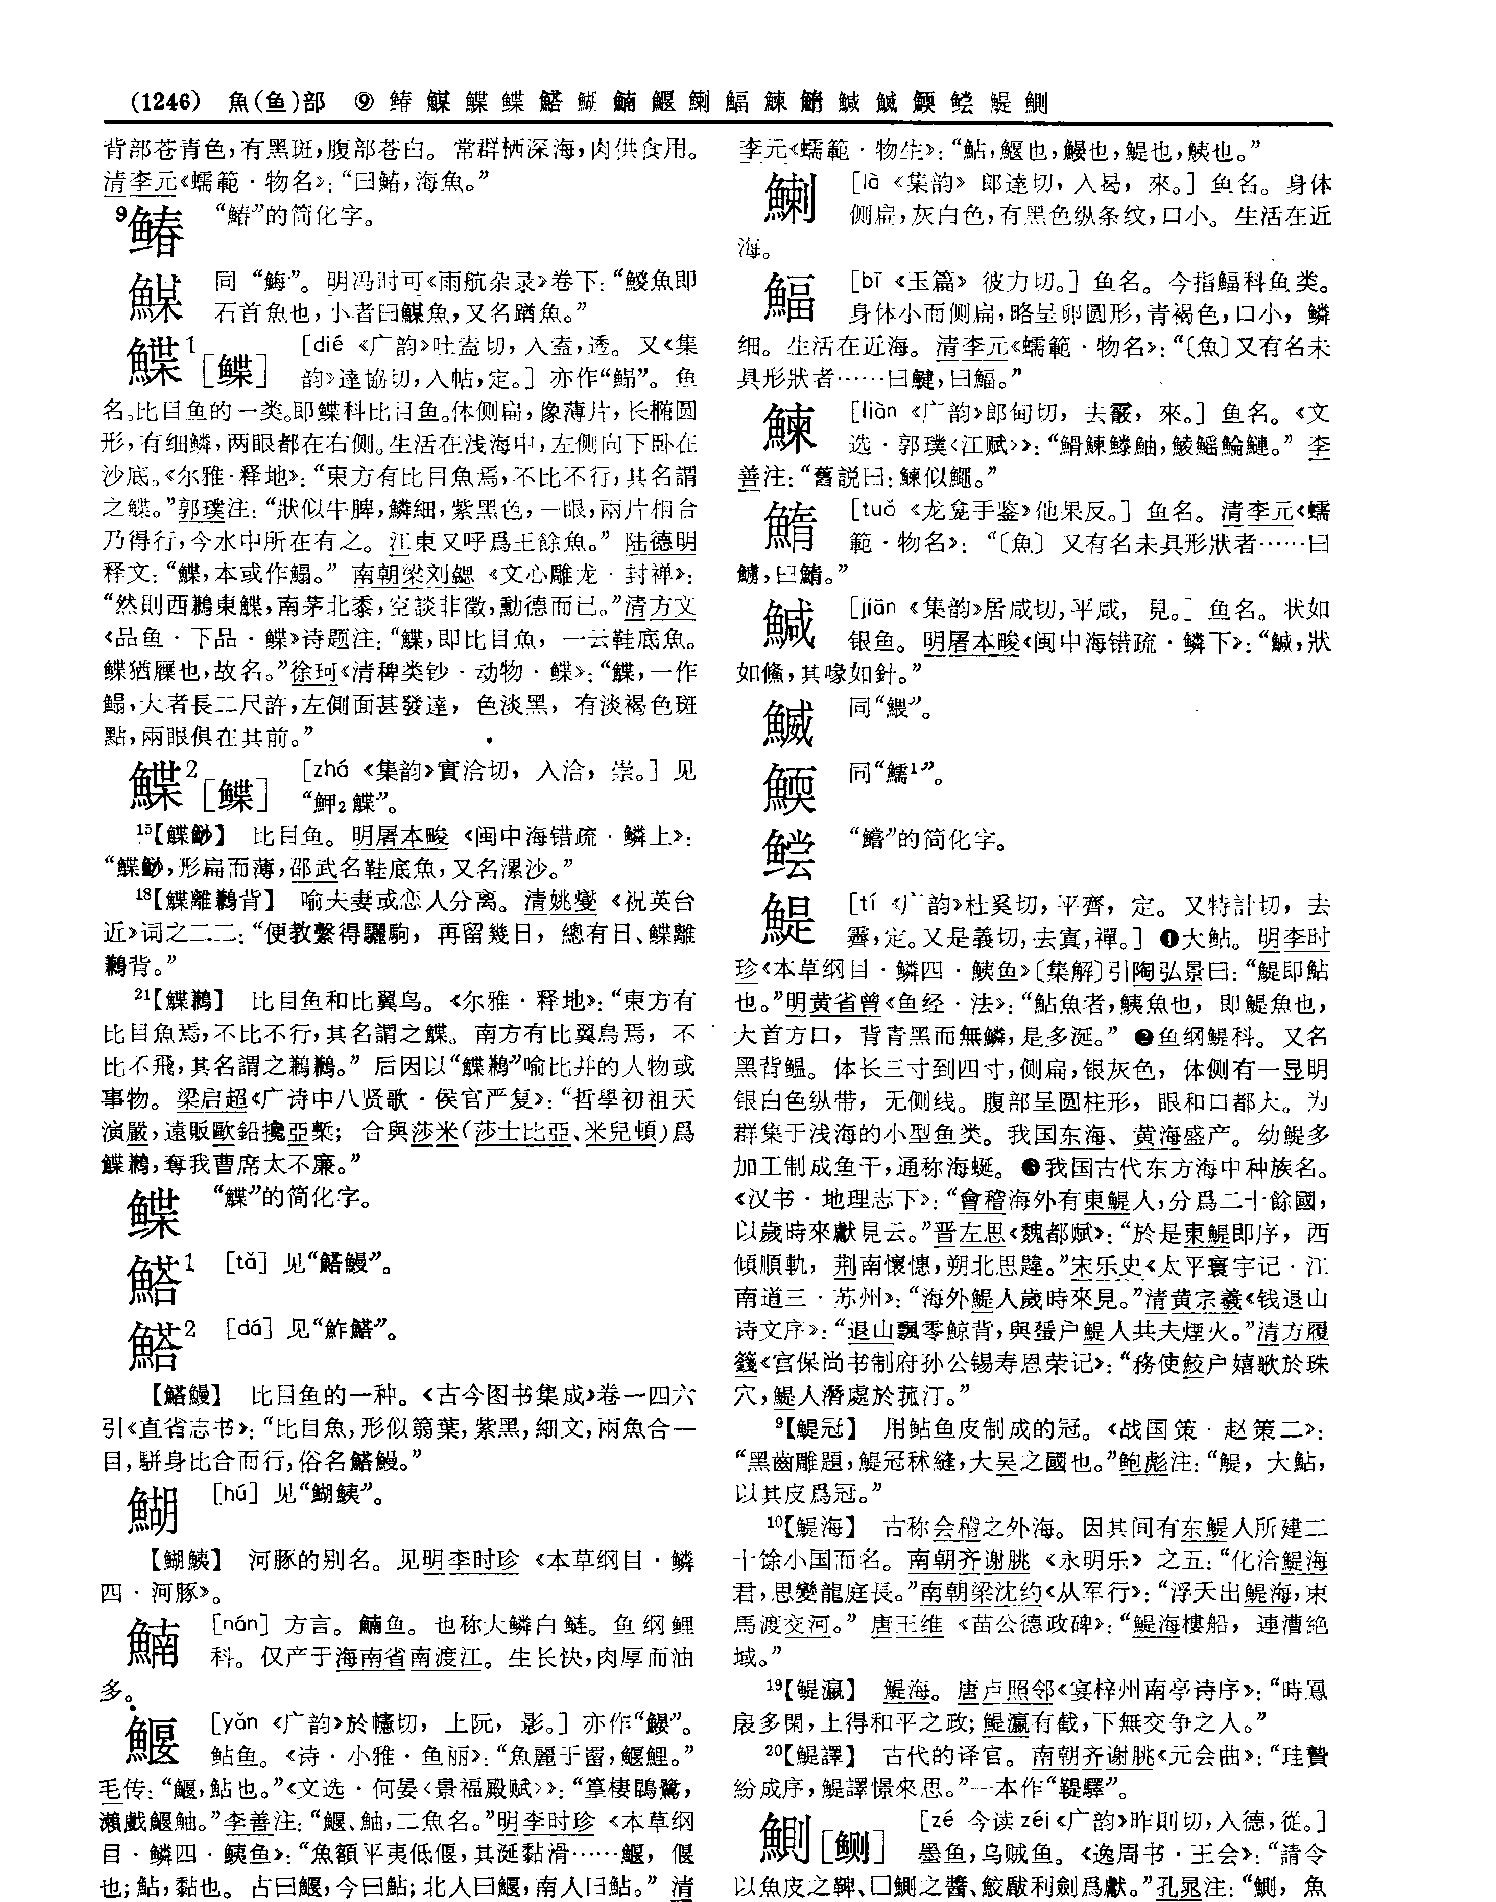 (1246) 魚(鱼)部 ⑨ 䲠 鰽 鰈 鲽 鰪 鰗 䱋 鰋 鯻 鰏 鰊 鰖 鰔 䱕 鲿 鯷 鰂
背部苍青色，有黑斑，腹部苍白。常群栖深海，肉供食用。
清李元《蠕範·物名》：“曰鮪，海魚。”
9 䲠 “鰆”的简化字。
同“鮸”。明冯时可《雨航杂录》卷下：“鯼魚即
石首魚也，小者曰鰢魚，又名踏魚。”
鰈1［鲽］ ［dié 《广韵》吐盍切，入盍，透。又《集
韵》達協切，入帖，定。］亦作“鰨”。鱼
名，比目鱼的一类。即鲽科比目鱼。体侧扁，像薄片，长椭圆
形，有细鳞，两眼都在右侧。生活在浅海中，左侧向下卧在
沙底。《尔雅·释地》：“東方有比目魚焉，不比不行，其名謂
之鰈。”郭璞注：“狀似牛脾，鱗細，紫黑色，一眼，兩片相合
乃得行，今水中所在有之。江東又呼爲王餘魚。”陆德明
释文：“鰈，本或作鰨。”南朝梁刘勰《文心雕龙·封禅》：
“然則西鶼東鰈，南茅北黍，空談非徵，勳德而已。”清方文
《品鱼·下品·鲽》诗题注：“鰈，即比目魚，一云鞋底魚。
鰈猶屧也，故名。”徐珂《清稗类钞·动物·鲽》：“鰈，一作
鰨，大者長二尺許，左側面甚發達，色淡黑，有淡褐色斑
點，兩眼俱在其前。”
鰈2［鲽］ ［zhá 《集韵》實洽切，入洽，崇。］见
“魻2鰈”。
15【鰈魦】 比目鱼。明屠本畯《闽中海错疏·鳞上》：
“鰈魦，形扁而薄，邵武名鞋底魚，又名漯沙。”
18【鰈離鶼背】 喻夫妻或恋人分离。清姚燮《祝英台
近》词之二二：“便教繫得驪駒，再留幾日，總有日、鰈離
鶼背。”
21【鰈鶼】 比目鱼和比翼鸟。《尔雅·释地》：“東方有
比目魚焉，不比不行，其名謂之鰈。南方有比翼鳥焉，不
比不飛，其名謂之鶼鶼。”后因以“鰈鶼”喻比并的人物或
事物。梁启超《广诗中八贤歌·侯官严复》：“哲學初祖天
演嚴，遠販歐鉛攙亞槧；合與莎米(莎士比亞、米兒頓)爲
鰈鶼，奪我曹席太不廉。”
鲽 “鰈”的简化字。
鰪1 ［tǎ］见“鰪鰻”。
鰪2 ［dá］见“鮓鰪”。
【鰪鰻】 比目鱼的一种。《古今图书集成》卷一四六
引《直省志书》：“比目魚，形似箬葉，紫黑，細文，兩魚合一
目，駢身比合而行，俗名鰪鰻。”
鰗 ［hú］见“鰗鮧”。
【鰗鮧】 河豚的别名。见明李时珍《本草纲目·鳞
四·河豚》。
［nán］方言。鱼。也称大鳞白鲢。鱼纲鲤
科。仅产于海南省南渡江。生长快，肉厚而油
多。
鰋 ［yǎn 《广韵》於幰切，上阮，影。］亦作“鰋”。
鲇鱼。《诗·小雅·鱼丽》：“魚麗于罶，鰋鯉。”
毛传：“鰋，鮎也。”《文选·何晏〈景福殿赋〉》：“篁棲鵾鷺，
瀨戲鰋鮋。”李善注：“鰋、鮋，二魚名。”明李时珍《本草纲
目·鳞四·鮧鱼》：“魚額平夷低偃，其涎黏滑……鰋，偃
也；鮎，黏也。古曰鰋，今曰鮎；北人曰鰋，南人曰鮎。”清
李元《蠕範·物生》：“鮎，鰋也，鰻也，鯷也，鮧也。”
鯻 ［là 《集韵》郎達切，入曷，來。］鱼名。身体
侧扁，灰白色，有黑色纵条纹，口小。生活在近
海。
鰏 ［bī 《玉篇》彼力切。］鱼名。今指鲾科鱼类。
身体小而侧扁，略呈卵圆形，青褐色，口小，鳞
细。生活在近海。清李元《蠕範·物名》：“〔魚〕又有名未
具形狀者……曰鰎，曰鰏。”
鰊 ［liàn 《广韵》郎甸切，去霰，來。］鱼名。《文
选·郭璞〈江赋〉》：“鰨鰊鰧鮋，鯪鰩鯩鰱。”李
善注：“舊説曰：鰊似鱦。”
鰖 ［tuǒ 《龙龛手鉴》他果反。］鱼名。清李元《蠕
範·物名》：“〔魚〕又有名未具形狀者……曰
鱐，曰鰖。”
鰔 ［jiān 《集韵》居咸切，平咸，見。］鱼名。状如
银鱼。明屠本畯《闽中海错疏·鳞下》：“鰔，狀
如鯈，其喙如針。”
同“鰃”。
同“鱬1”。
鲿 “鱨”的简化字。
鯷 ［tí 《广韵》杜奚切，平齊，定。又特計切，去
霽，定。又是義切，去寘，禪。］❶大鲇。明李时
珍《本草纲目·鳞四·鮧鱼》〔集解〕引陶弘景曰：“鯷即鮎
也。”明黄省曾《鱼经·法》：“鮎魚者，鮧魚也，即鯷魚也，
大首方口，背青黑而無鱗，是多涎。”❷鱼纲鯷科。又名
黑背鳁。体长三寸到四寸，侧扁，银灰色，体侧有一显明
银白色纵带，无侧线。腹部呈圆柱形，眼和口都大。为
群集于浅海的小型鱼类。我国东海、黄海盛产。幼鯷多
加工制成鱼干，通称海蜒。❸我国古代东方海中种族名。
《汉书·地理志下》：“會稽海外有東鯷人，分爲二十餘國，
以歲時來獻見云。”晋左思《魏都赋》：“於是東鯷即序，西
傾順軌，荆南懷憓，朔北思韙。”宋乐史《太平寰宇记·江
南道三·苏州》：“海外鯷人歲時來見。”清黄宗羲《钱退山
诗文序》：“退山飄零鯨背，與蜑户鯷人共夫煙火。”清方履
籛《宫保尚书制府孙公锡寿恩荣记》：“務使鮫户嬉歌於珠
穴，鯷人潛處於菰汀。”
9【鯷冠】 用鲇鱼皮制成的冠。《战国策·赵策二》：
“黑齒雕題，鯷冠秫縫，大吴之國也。”鲍彪注：“鯷，大鮎，
以其皮爲冠。”
10【鯷海】 古称会稽之外海。因其间有东鯷人所建二
十馀小国而名。南朝齐谢朓《永明乐》之五：“化洽鯷海
君，恩變龍庭長。”南朝梁沈约《从军行》：“浮天出鯷海，束
馬渡交河。”唐王维《苗公德政碑》：“鯷海樓船，連漕絶
域。”
19【鯷瀛】 鯷海。唐卢照邻《宴梓州南亭诗序》：“時康
俗多閑，上得和平之政；鯷瀛有截，下無交争之人。”
20【鯷譯】 古代的译官。南朝齐谢朓《元会曲》：“珪贄
紛成序，鯷譯憬來思。”一本作“鞮驛”。
鰂［鲗］ ［zé 今读 zéi《广韵》昨則切，入德，從。］
墨鱼，乌贼鱼。《逸周书·王会》：“請令
以魚皮之鞞、□鰂之醬、鮫瞂利劍爲獻。”孔晁注：“鰂，魚